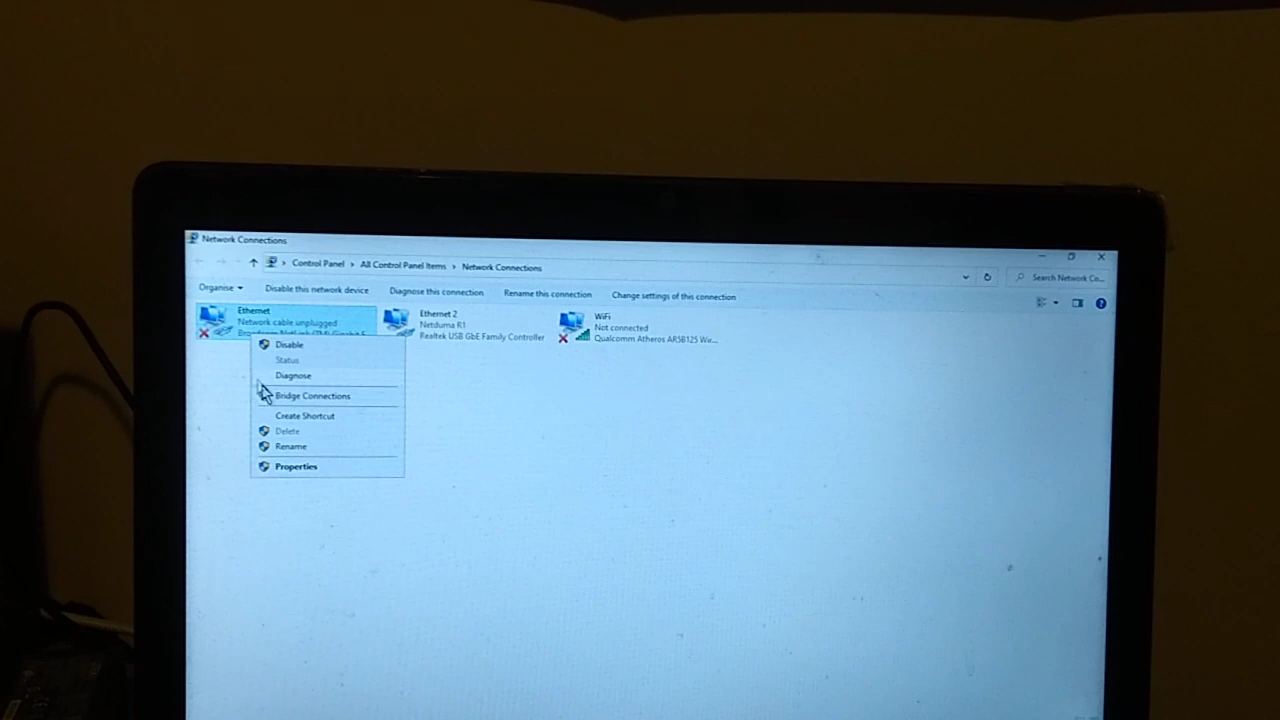 Network Connections
Control Panel › All Control Panel Items › Network Connections
Search Network Co...
Organise Disable this network device Diagnose this connection Rename this connection Change settings of this connection
Ethernet
Network cable unplugged
Ethernet 2
Netduma R1
Realtek USB GbE Family Controller
WiFi
Not connected
Qualcomm Atheros AR5B125 Wir...
Disable
Status
Diagnose
Bridge Connections
Create Shortcut
Delete
Rename
Properties